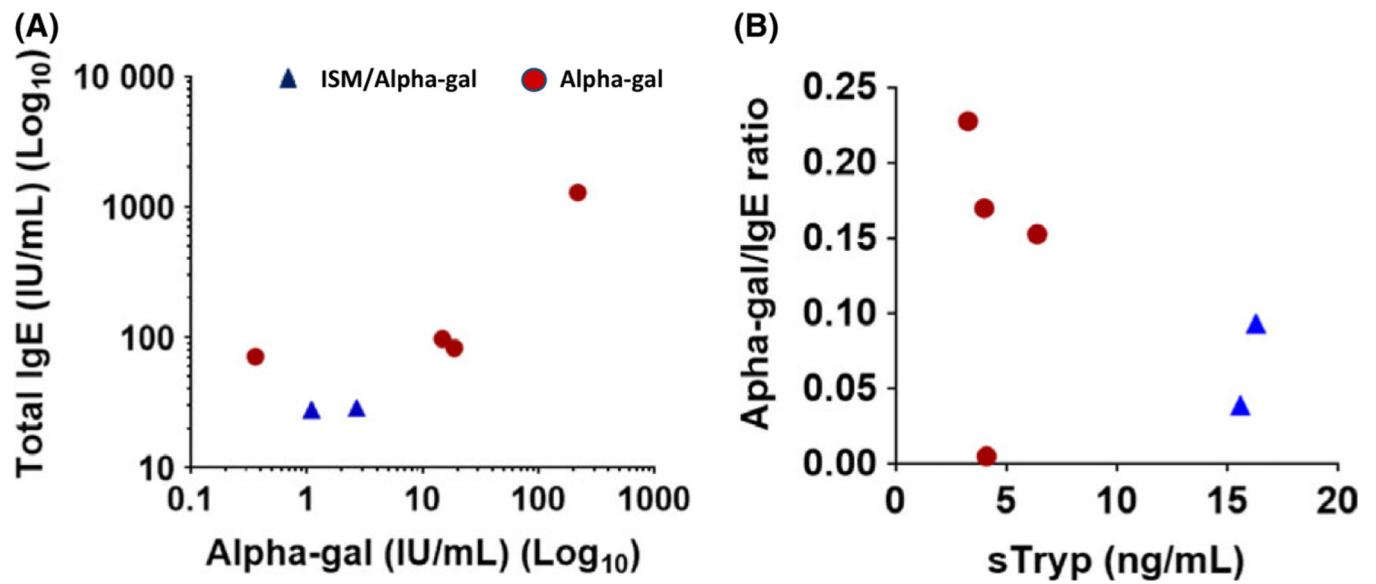 (A)
Total IgE (IU/mL) (Log10)
10 000
1000
100
10
ISM/Alpha-gal
Alpha-gal
0.1 1 10 100 1000
Alpha-gal (IU/mL) (Log10)
(B)
Apha-gal/IgE ratio
0.25
0.20
0.15
0.10
0.05
0.00
0 5 10 15 20
sTryp (ng/mL)